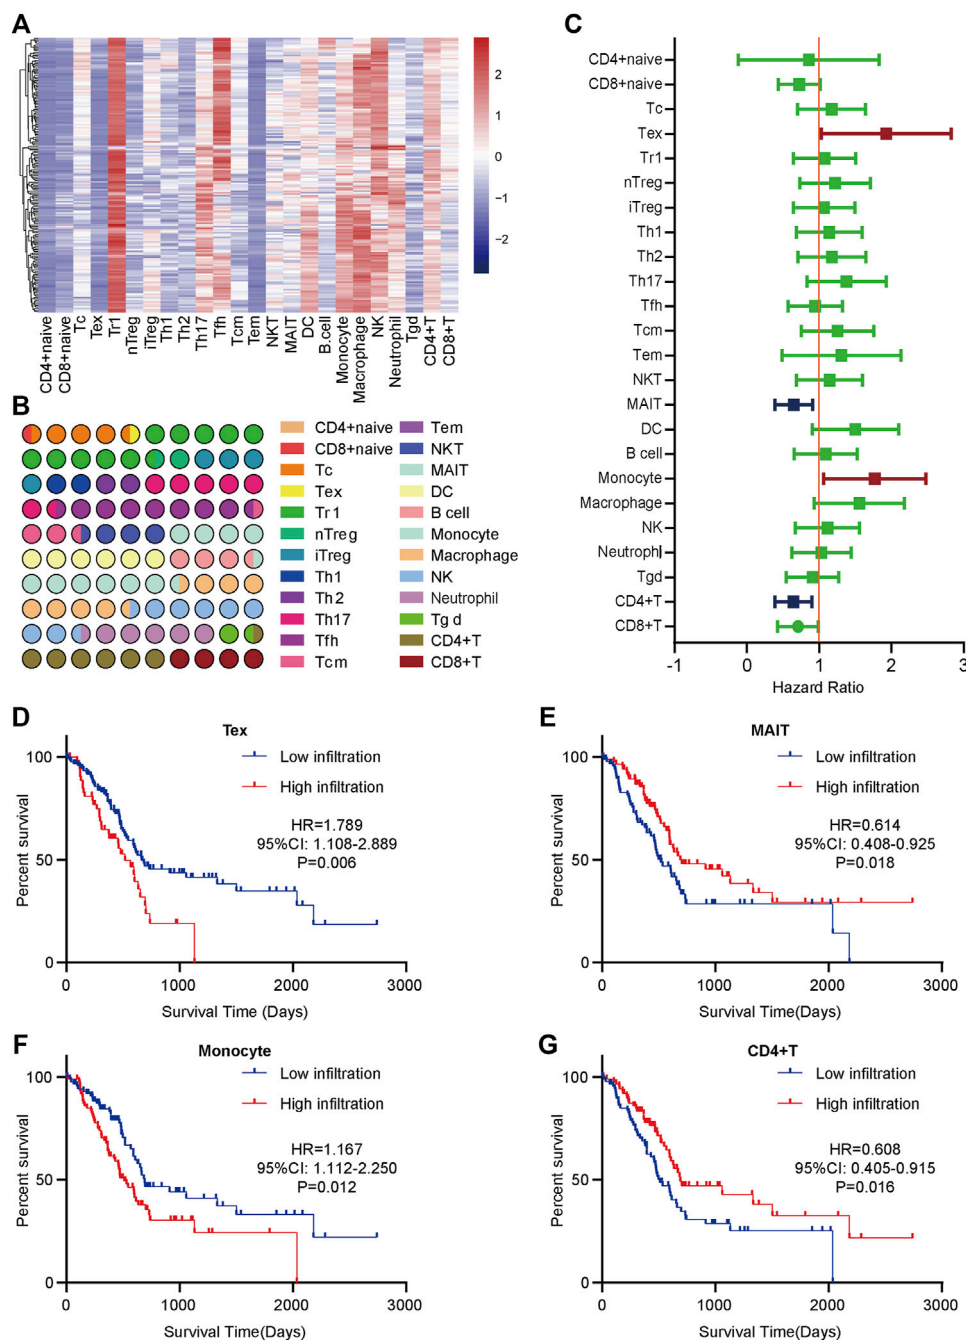 A
2
1
0
−1
−2
CD4+naive
CD8+naive
Tc
Tex
Tr1
nTreg
iTreg
Th1
Th2
Th17
Tfh
Tcm
Tem
NKT
MAIT
DC
B.cell
Monocyte
Macrophage
NK
Neutrophil
Tgd
CD4+T
CD8+T
B
CD4+naive
CD8+naive
Tc
Tex
Tr1
nTreg
iTreg
Th1
Th2
Th17
Tfh
Tcm
Tem
NKT
MAIT
DC
B cell
Monocyte
Macrophage
NK
Neutrophil
Tgd
CD4+T
CD8+T
C
CD4+naive
CD8+naive
Tc
Tex
Tr1
nTreg
iTreg
Th1
Th2
Th17
Tfh
Tcm
Tem
NKT
MAIT
DC
B cell
Monocyte
Macrophage
NK
Neutrophl
Tgd
CD4+T
CD8+T
-1 0 1 2 3
Hazard Ratio
D
Tex
Low infiltration
High infiltration
HR=1.789
95%CI: 1.108-2.889
P=0.006
Percent survival
100
50
0
0 1000 2000 3000
Survival Time (Days)
E
MAIT
Low infiltration
High infiltration
HR=0.614
95%CI: 0.408-0.925
P=0.018
Percent survival
100
50
0
0 1000 2000 3000
Survival Time(Days)
F
Monocyte
Low infiltration
High infiltration
HR=1.167
95%CI: 1.112-2.250
P=0.012
Percent survival
100
50
0
0 1000 2000 3000
Survival Time(Days)
G
CD4+T
Low infiltration
High infiltration
HR=0.608
95%CI: 0.405-0.915
P=0.016
Percent survival
100
50
0
0 1000 2000 3000
Survival Time(Days)